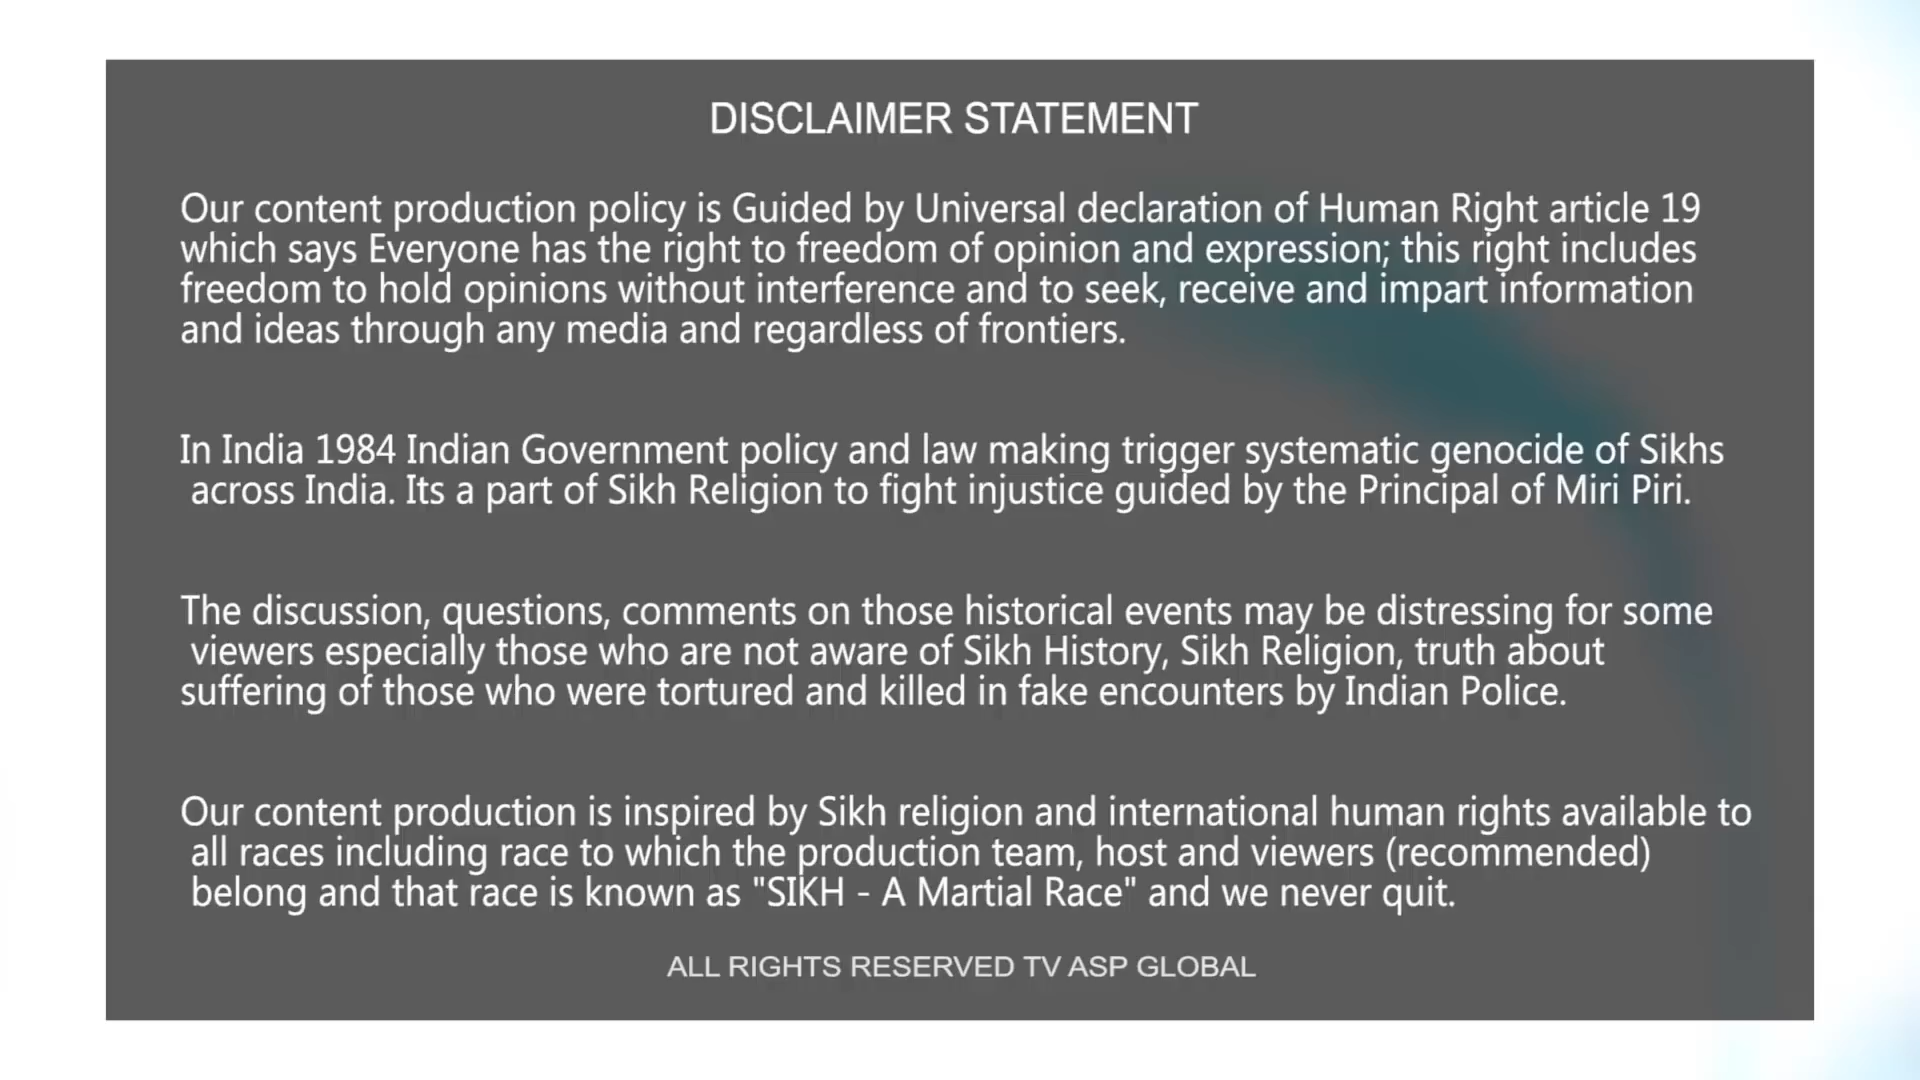 DISCLAIMER STATEMENT
Our content production policy is Guided by Universal declaration of Human Right article 19
which says Everyone has the right to freedom of opinion and expression; this right includes
freedom to hold opinions without interference and to seek, receive and impart information
and ideas through any media and regardless of frontiers.
In India 1984 Indian Government policy and law making trigger systematic genocide of Sikhs
across India. Its a part of Sikh Religion to fight injustice guided by the Principal of Miri Piri.
The discussion, questions, comments on those historical events may be distressing for some
viewers especially those who are not aware of Sikh History, Sikh Religion, truth about
suffering of those who were tortured and killed in fake encounters by Indian Police.
Our content production is inspired by Sikh religion and international human rights available to
all races including race to which the production team, host and viewers (recommended)
belong and that race is known as "SIKH - A Martial Race" and we never quit.
ALL RIGHTS RESERVED TV ASP GLOBAL